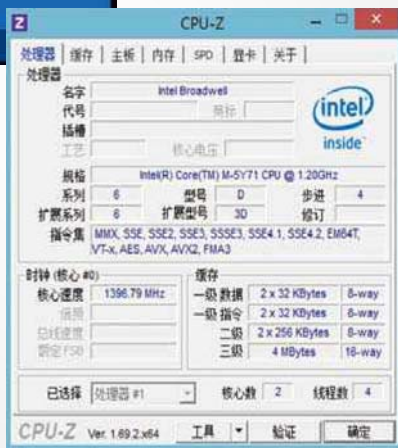 CPU-Z
处理器 缓存 主板 内存 SPD 显卡 关于
处理器
名字 Intel Broadwell
代号 商标
插槽
工艺 核心电压
intel inside
规格 Intel(R) Core(TM) M-5Y71 CPU @ 1.20GHz
系列 6 型号 D 步进 4
扩展系列 6 扩展型号 3D 修订
指令集 MMX, SSE, SSE2, SSE3, SSSE3, SSE4.1, SSE4.2, EM64T,
VT-x, AES, AVX, AVX2, FMA3
时钟 (核心 #0) 缓存
核心速度 1396.79 MHz 一级 数据 2 x 32 KBytes 8-way
倍频 一级 指令 2 x 32 KBytes 8-way
总线速度 二级 2 x 256 KBytes 8-way
额定 FSB 三级 4 MBytes 16-way
已选择 处理器 #1 核心数 2 线程数 4
CPU-Z Ver. 1.69.2.x64 工具 验证 确定